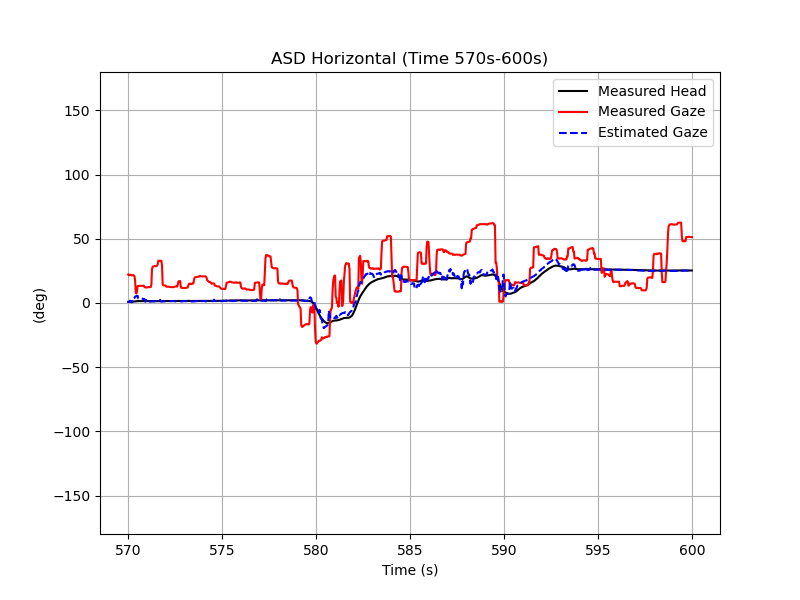 ASD Horizontal (Time 570s-600s)
Measured Head
Measured Gaze
Estimated Gaze
150
100
50
0
−50
−100
−150
(deg)
570 575 580 585 590 595 600
Time (s)